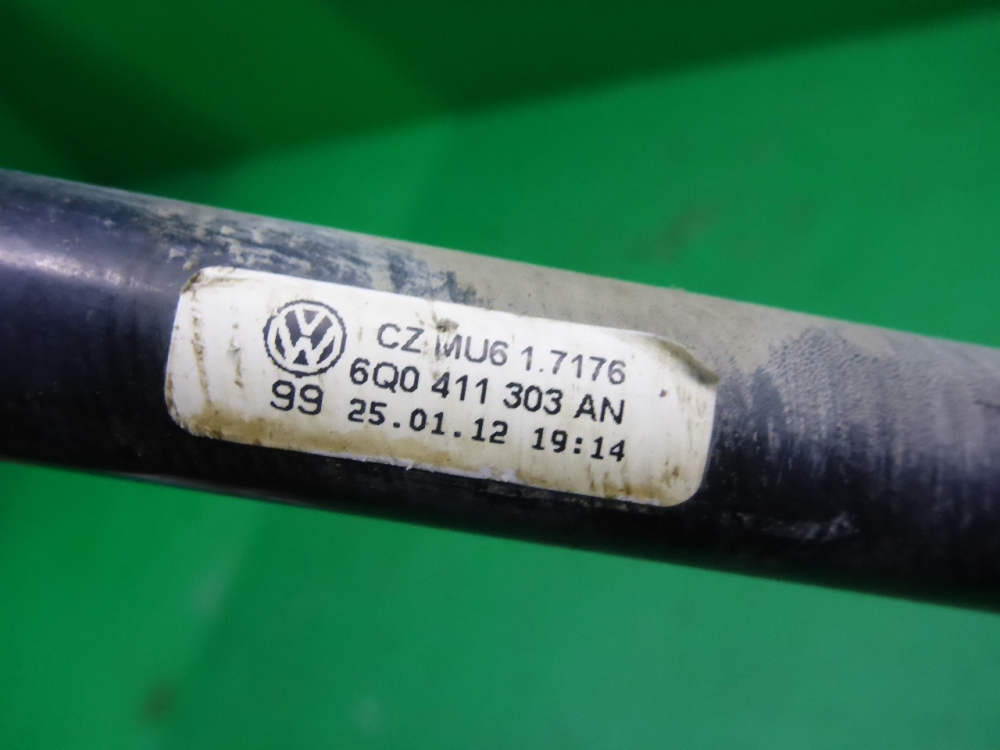 CZ MU6 1.7176
6Q0 411 303 AN
99 25.01.12 19:14